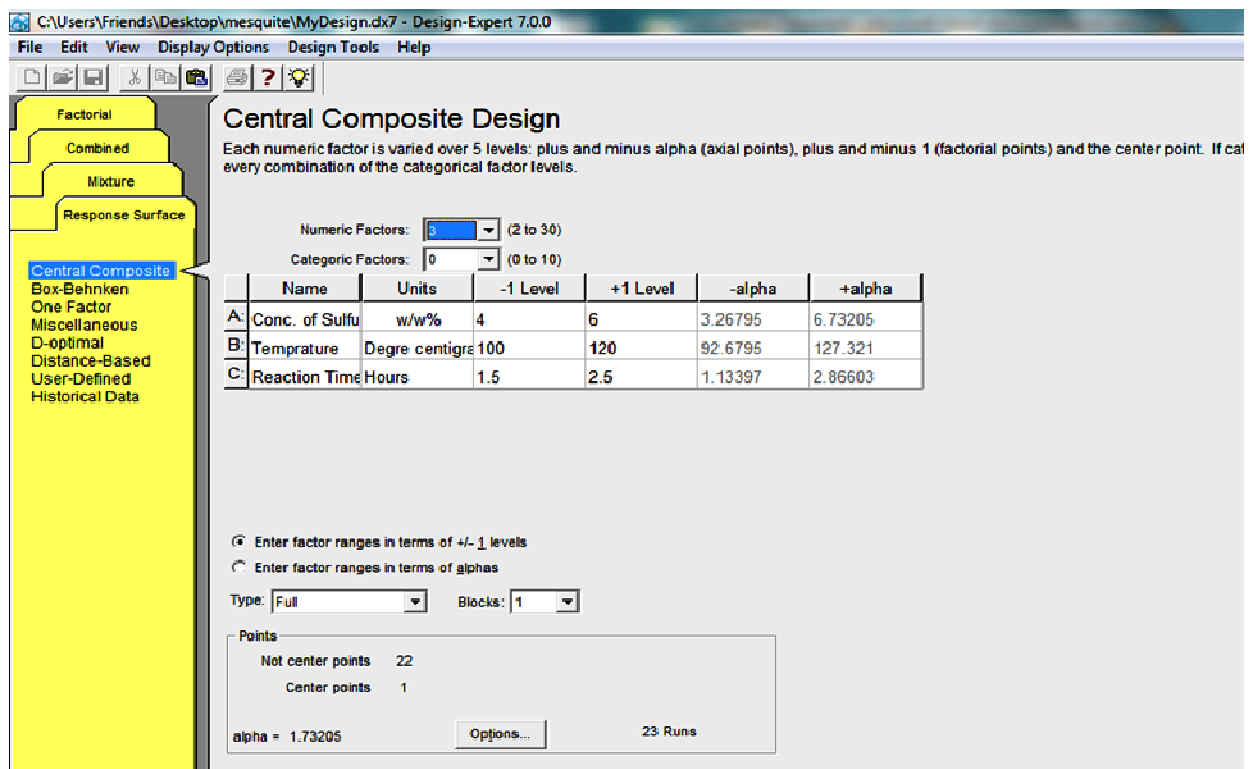 C:\Users\Friends\Desktop\mesquite\MyDesign.dx7 - Design-Expert 7.0.0
File Edit View Display Options Design Tools Help
Factorial
Combined
Mixture
Response Surface
Central Composite
Box-Behnken
One Factor
Miscellaneous
D-optimal
Distance-Based
User-Defined
Historical Data
Central Composite Design
Each numeric factor is varied over 5 levels: plus and minus alpha (axial points), plus and minus 1 (factorial points) and the center point. If cat
every combination of the categorical factor levels.
Numeric Factors: 3 (2 to 30)
Categoric Factors: 0 (0 to 10)
Name Units -1 Level +1 Level -alpha +alpha
A: Conc. of Sulfu w/w% 4 6 3.26795 6.73205
B: Temprature Degre centigra 100 120 92.6795 127.321
C: Reaction Time Hours 1.5 2.5 1.13397 2.86603
Enter factor ranges in terms of +/- 1 levels
Enter factor ranges in terms of alphas
Type: Full Blocks: 1
Points
Not center points 22
Center points 1
alpha = 1.73205 Options... 23 Runs